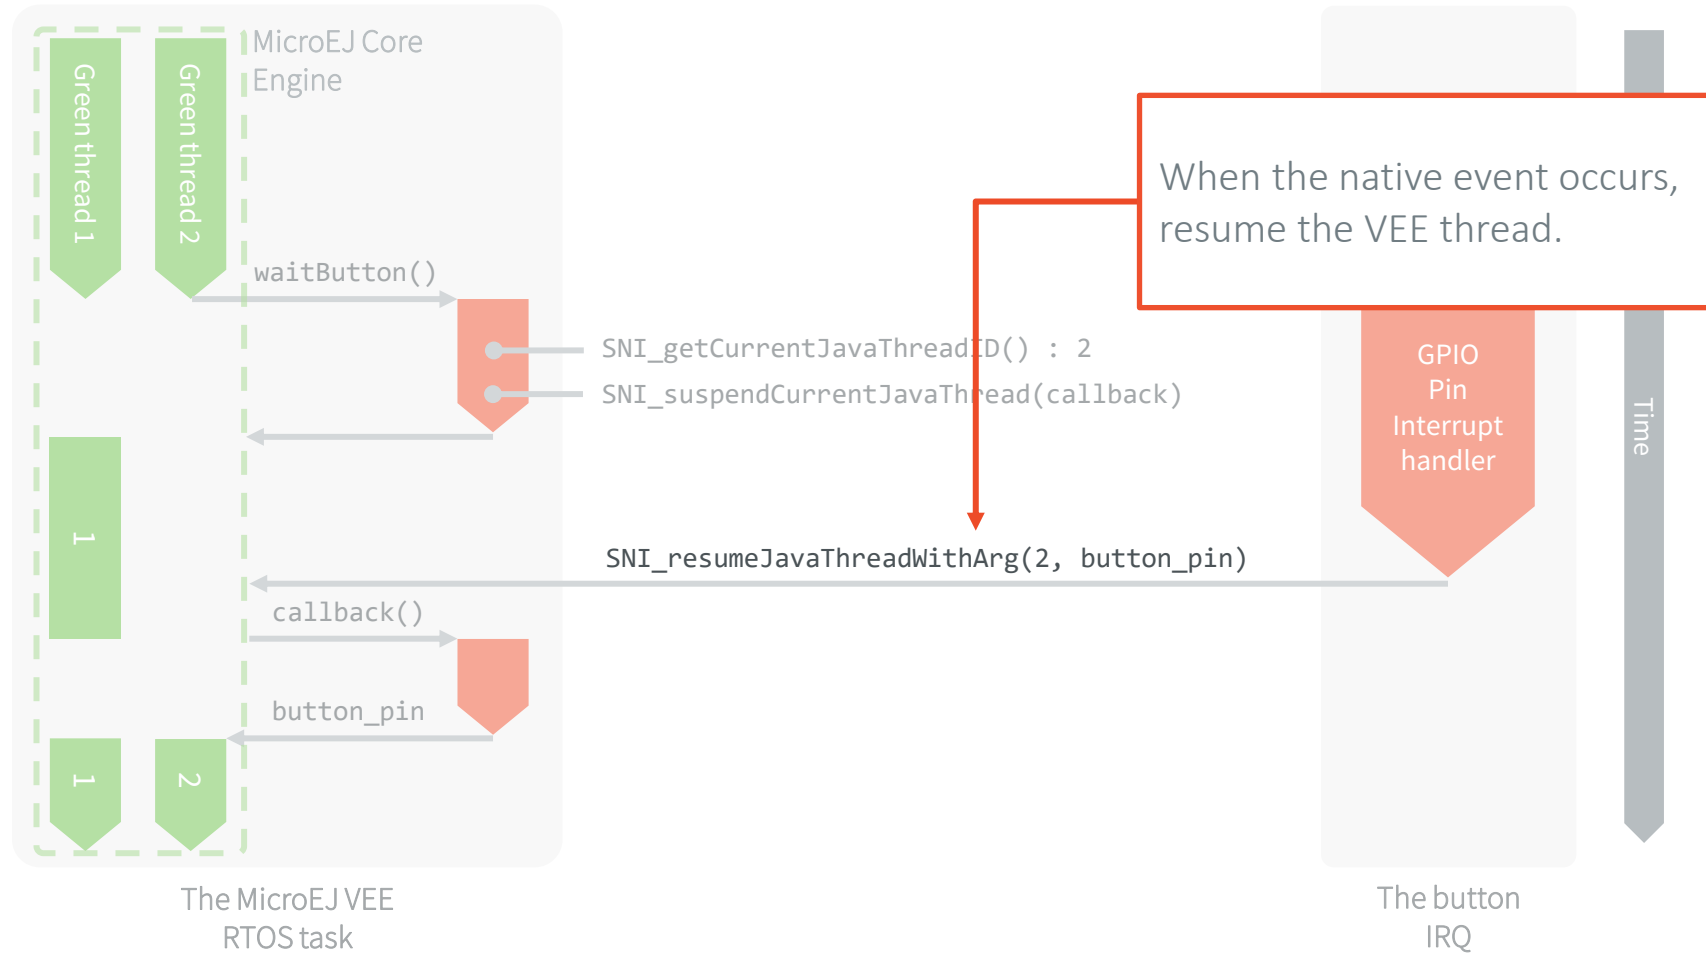 MicroEJ Core
Engine
Green thread 1
Green thread 2
When the native event occurs,
resume the VEE thread.
waitButton()
SNI_getCurrentJavaThreadID() : 2
SNI_suspendCurrentJavaThread(callback)
GPIO
Pin
Interrupt
handler
Time
1
SNI_resumeJavaThreadWithArg(2, button_pin)
callback()
button_pin
1
2
The MicroEJ VEE
RTOS task
The button
IRQ